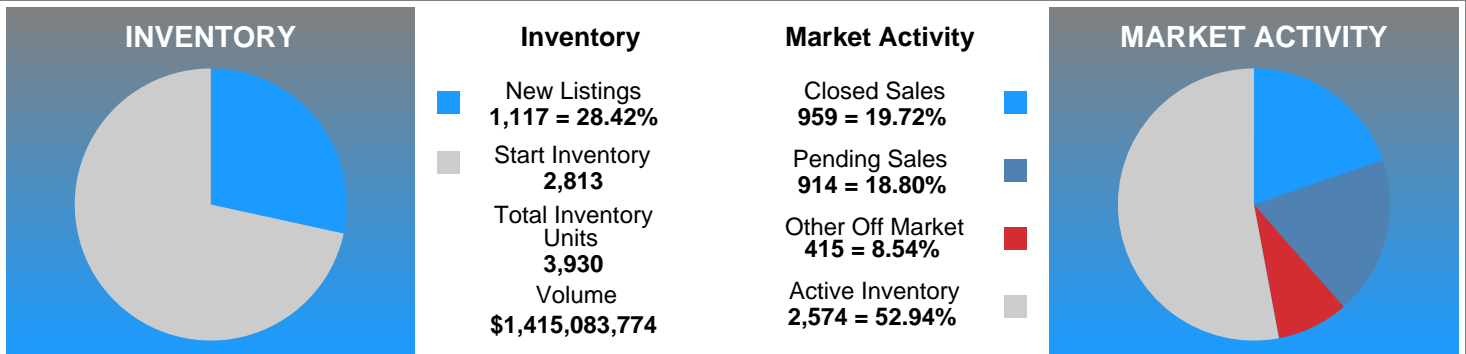 INVENTORY
Inventory
New Listings
1,117 = 28.42%
Start Inventory
2,813
Total Inventory
Units
3,930
Volume
$1,415,083,774
Market Activity
Closed Sales
959 = 19.72%
Pending Sales
914 = 18.80%
Other Off Market
415 = 8.54%
Active Inventory
2,574 = 52.94%
MARKET ACTIVITY